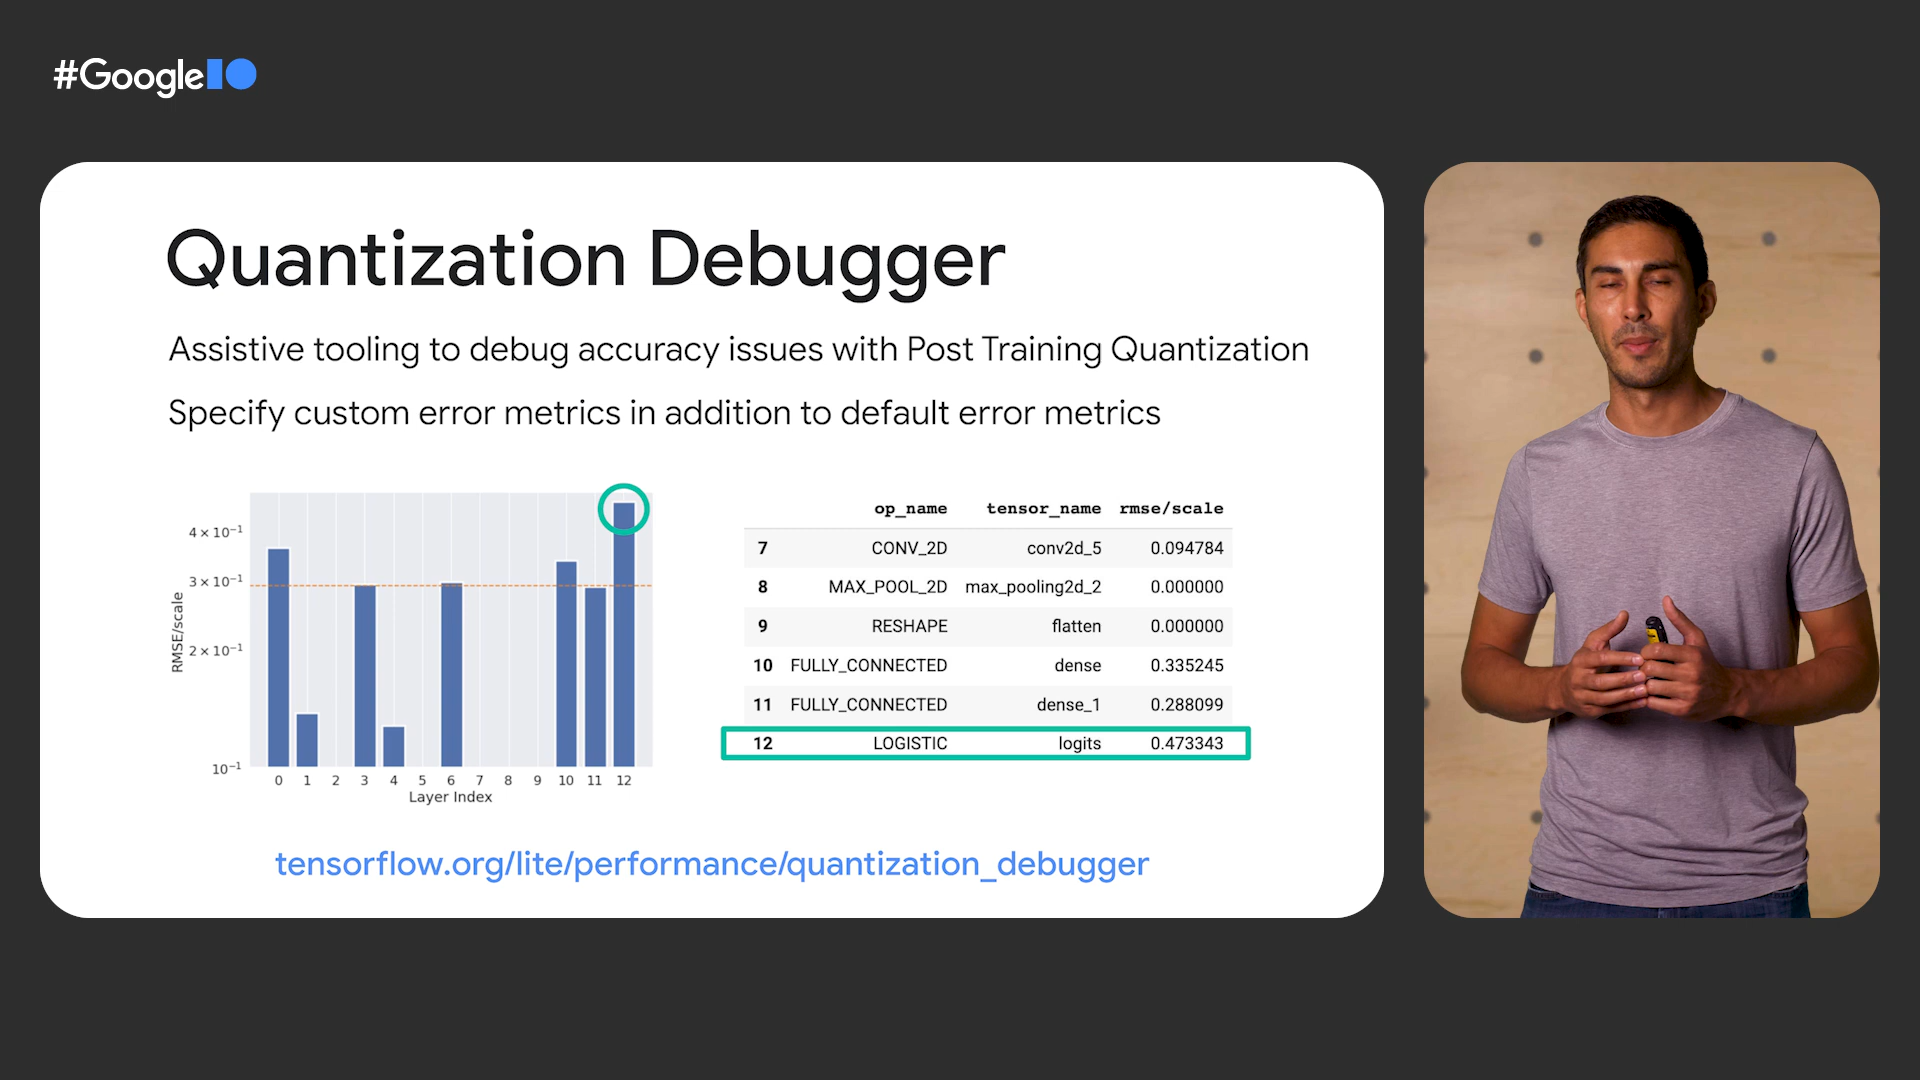 #GoogleIO
Quantization Debugger
Assistive tooling to debug accuracy issues with Post Training Quantization
Specify custom error metrics in addition to default error metrics
4 × 10⁻¹
3 × 10⁻¹
2 × 10⁻¹
10⁻¹
RMSE/scale
0 1 2 3 4 5 6 7 8 9 10 11 12
Layer Index
op_name tensor_name rmse/scale
7 CONV_2D conv2d_5 0.094784
8 MAX_POOL_2D max_pooling2d_2 0.000000
9 RESHAPE flatten 0.000000
10 FULLY_CONNECTED dense 0.335245
11 FULLY_CONNECTED dense_1 0.288099
12 LOGISTIC logits 0.473343
tensorflow.org/lite/performance/quantization_debugger